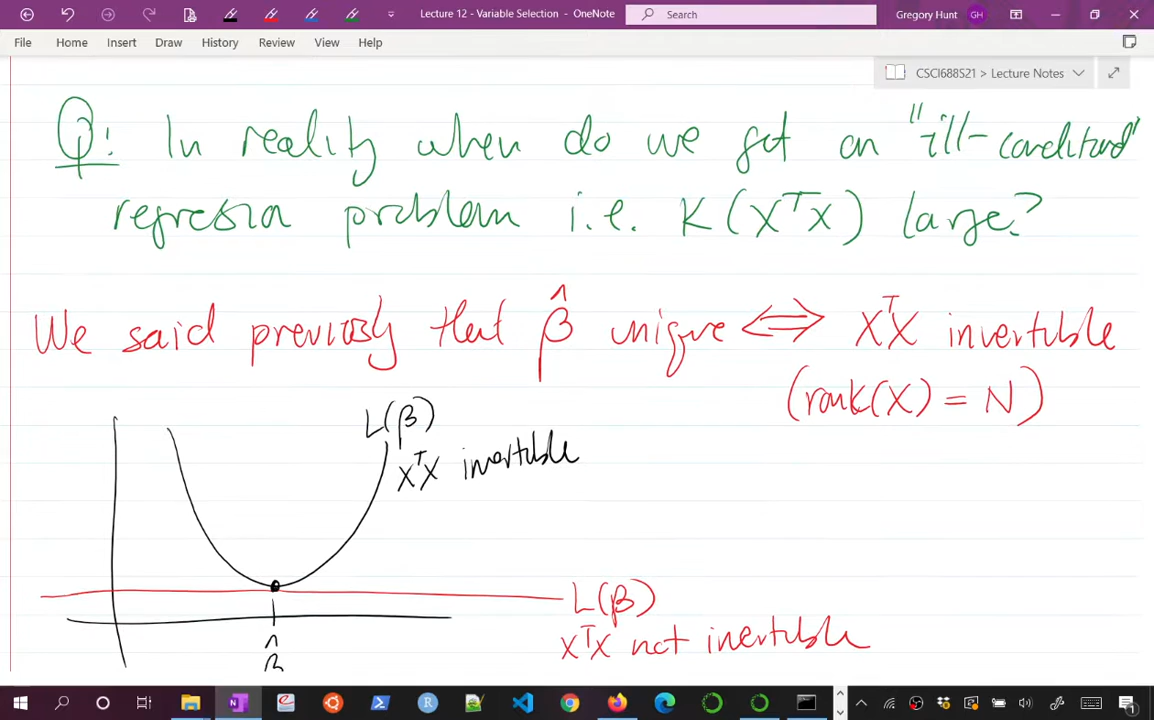 Lecture 12 - Variable Selection - OneNote
Search
Gregory Hunt
GH
File Home Insert Draw History Review View Help
CSCI688S21 > Lecture Notes
Q: In reality when do we get an "ill-conditioned"
regression problem i.e. K(XᵀX) large?
We said previously that β̂ unique ⟺ XᵀX invertible
(rank(X) = N)
L(β)
XᵀX invertible
L(β)
XᵀX not invertible
β̂